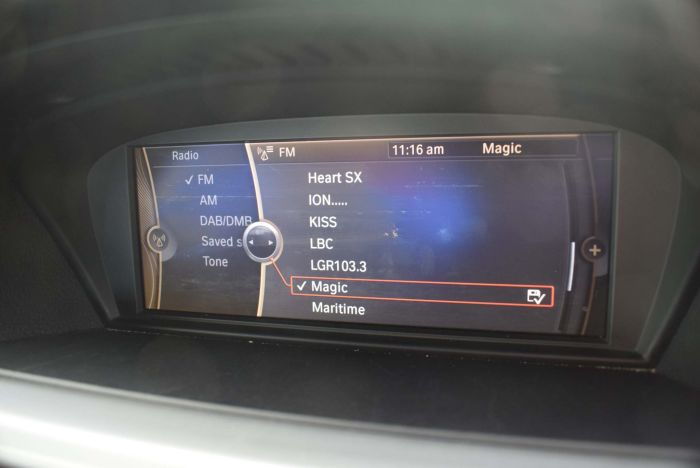 Radio
FM
AM
DAB/DMB
Saved s
Tone
FM
11:16 am
Magic
Heart SX
ION.....
KISS
LBC
LGR103.3
Magic
Maritime